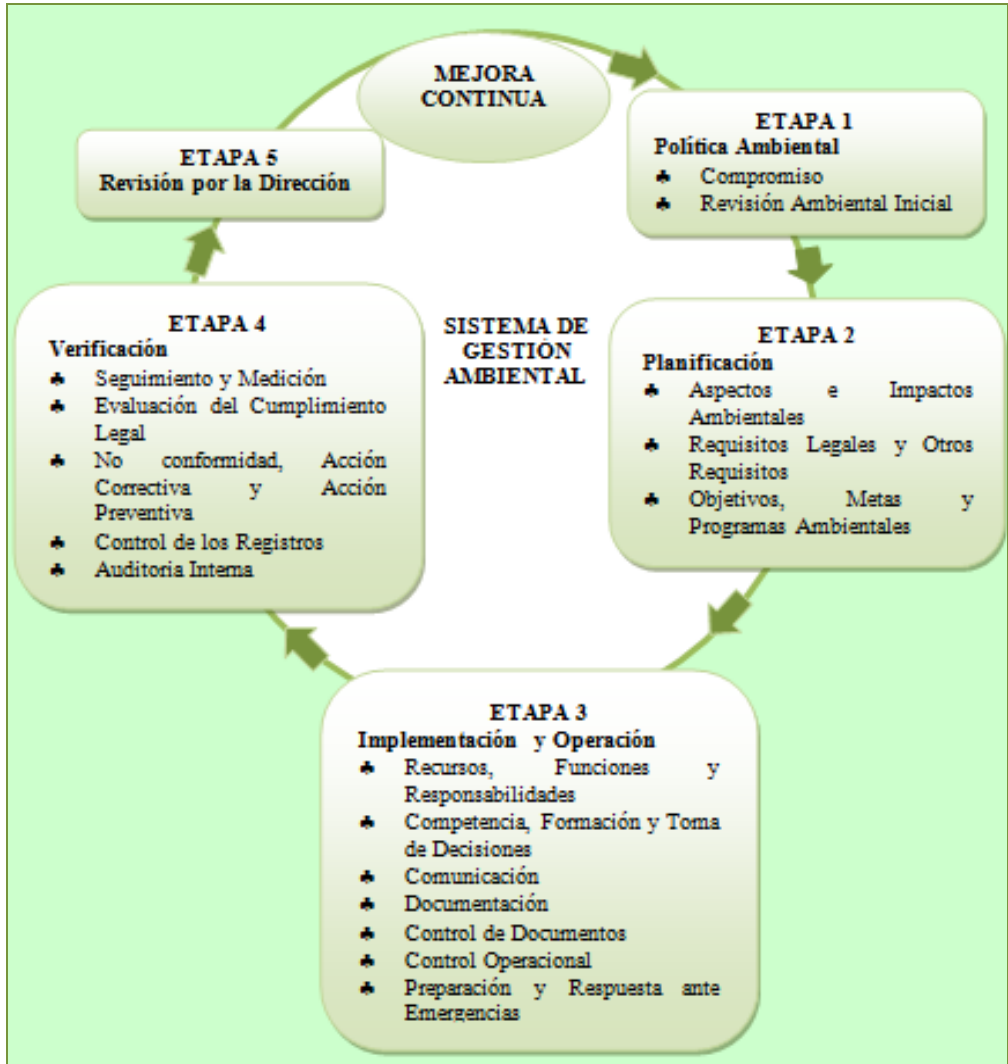 MEJORA
CONTINUA
ETAPA 1
Política Ambiental
♣ Compromiso
♣ Revisión Ambiental Inicial
ETAPA 2
Planificación
♣ Aspectos e Impactos
Ambientales
♣ Requisitos Legales y Otros
Requisitos
♣ Objetivos, Metas y
Programas Ambientales
ETAPA 3
Implementación y Operación
♣ Recursos, Funciones y
Responsabilidades
♣ Competencia, Formación y Toma
de Decisiones
♣ Comunicación
♣ Documentación
♣ Control de Documentos
♣ Control Operacional
♣ Preparación y Respuesta ante
Emergencias
ETAPA 4
Verificación
♣ Seguimiento y Medición
♣ Evaluación del Cumplimiento
Legal
♣ No conformidad, Acción
Correctiva y Acción
Preventiva
♣ Control de los Registros
♣ Auditoria Interna
ETAPA 5
Revisión por la Dirección
SISTEMA DE
GESTIÓN
AMBIENTAL